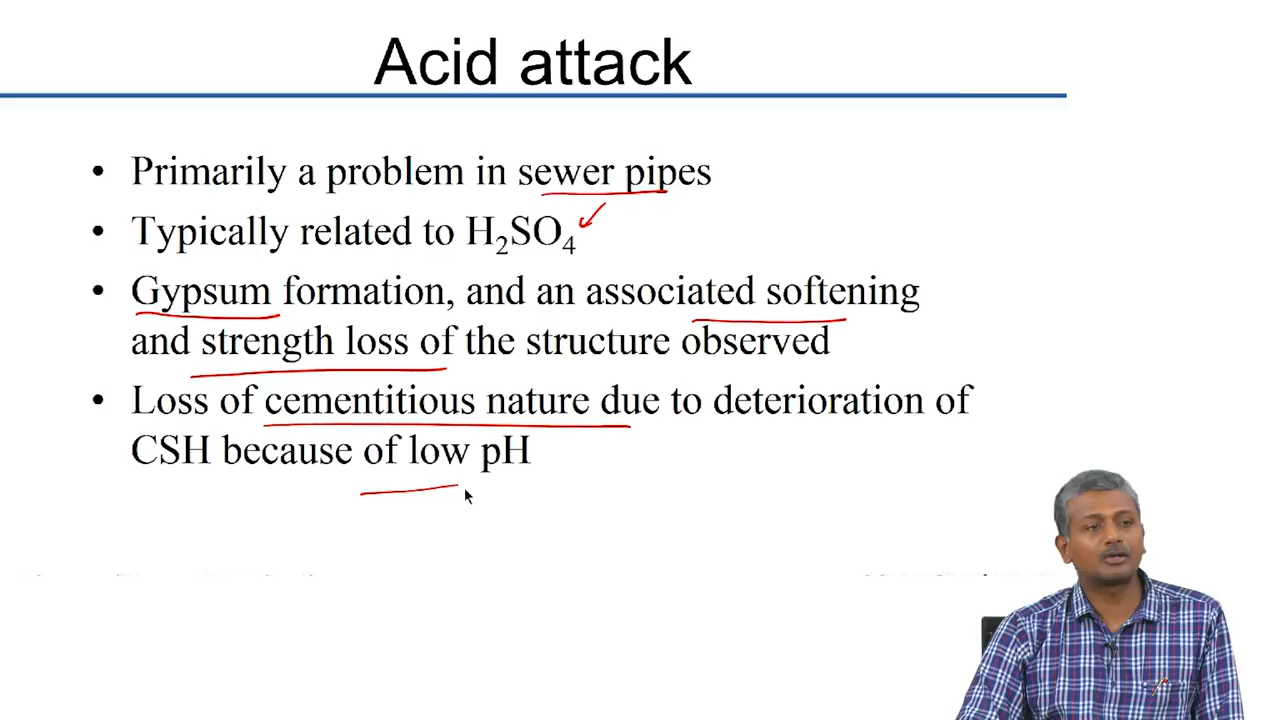 Acid attack
• Primarily a problem in sewer pipes
• Typically related to H₂SO₄
• Gypsum formation, and an associated softening
and strength loss of the structure observed
• Loss of cementitious nature due to deterioration of
CSH because of low pH